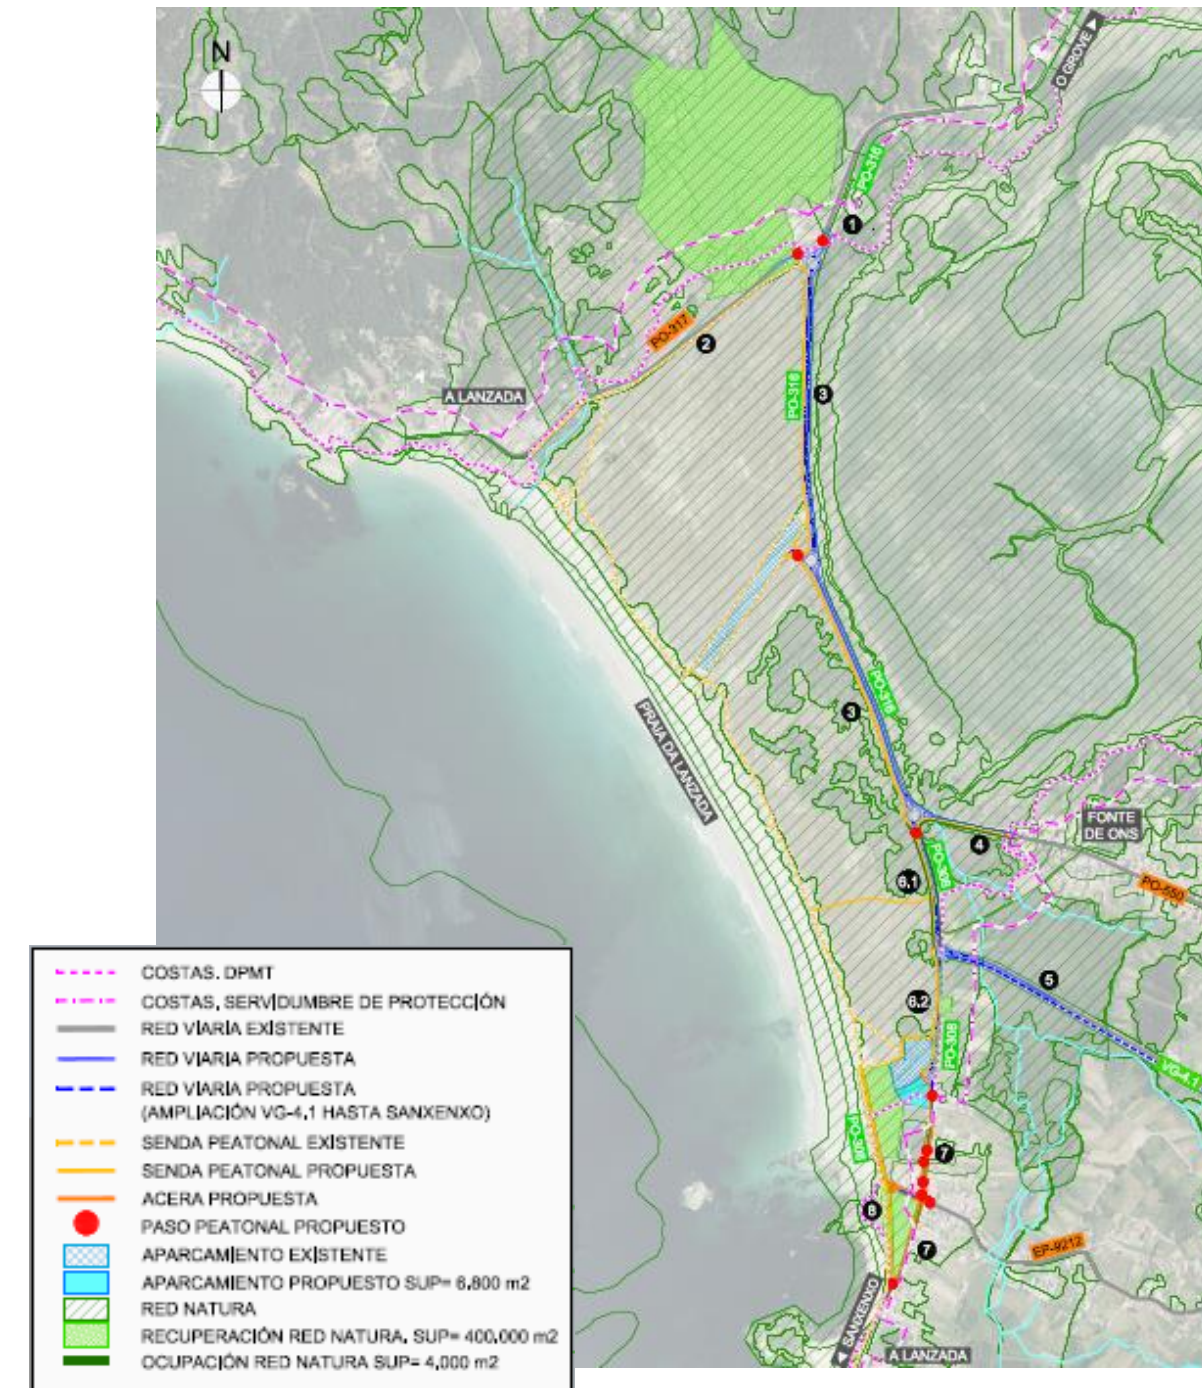 N
O GROVE ▶
PO-316
1
PO-317
2
A LANZADA
PO-316
3
PO-316
3
PRAIA DA LANZADA
FONTE
DE ONS
4
PO-308
6.1
PO-550
5
6.2
PO-308
VG-4.1
7
8
7
EP-9212
◀ SANXENXO
A LANZADA
COSTAS. DPMT
COSTAS, SERVIDUMBRE DE PROTECCIÓN
RED VIARIA EXISTENTE
RED VIARIA PROPUESTA
RED VIARIA PROPUESTA
(AMPLIACIÓN VG-4.1 HASTA SANXENXO)
SENDA PEATONAL EXISTENTE
SENDA PEATONAL PROPUESTA
ACERA PROPUESTA
PASO PEATONAL PROPUESTO
APARCAMIENTO EXISTENTE
APARCAMIENTO PROPUESTO SUP= 6.800 m2
RED NATURA
RECUPERACIÓN RED NATURA. SUP= 400.000 m2
OCUPACIÓN RED NATURA SUP= 4.000 m2